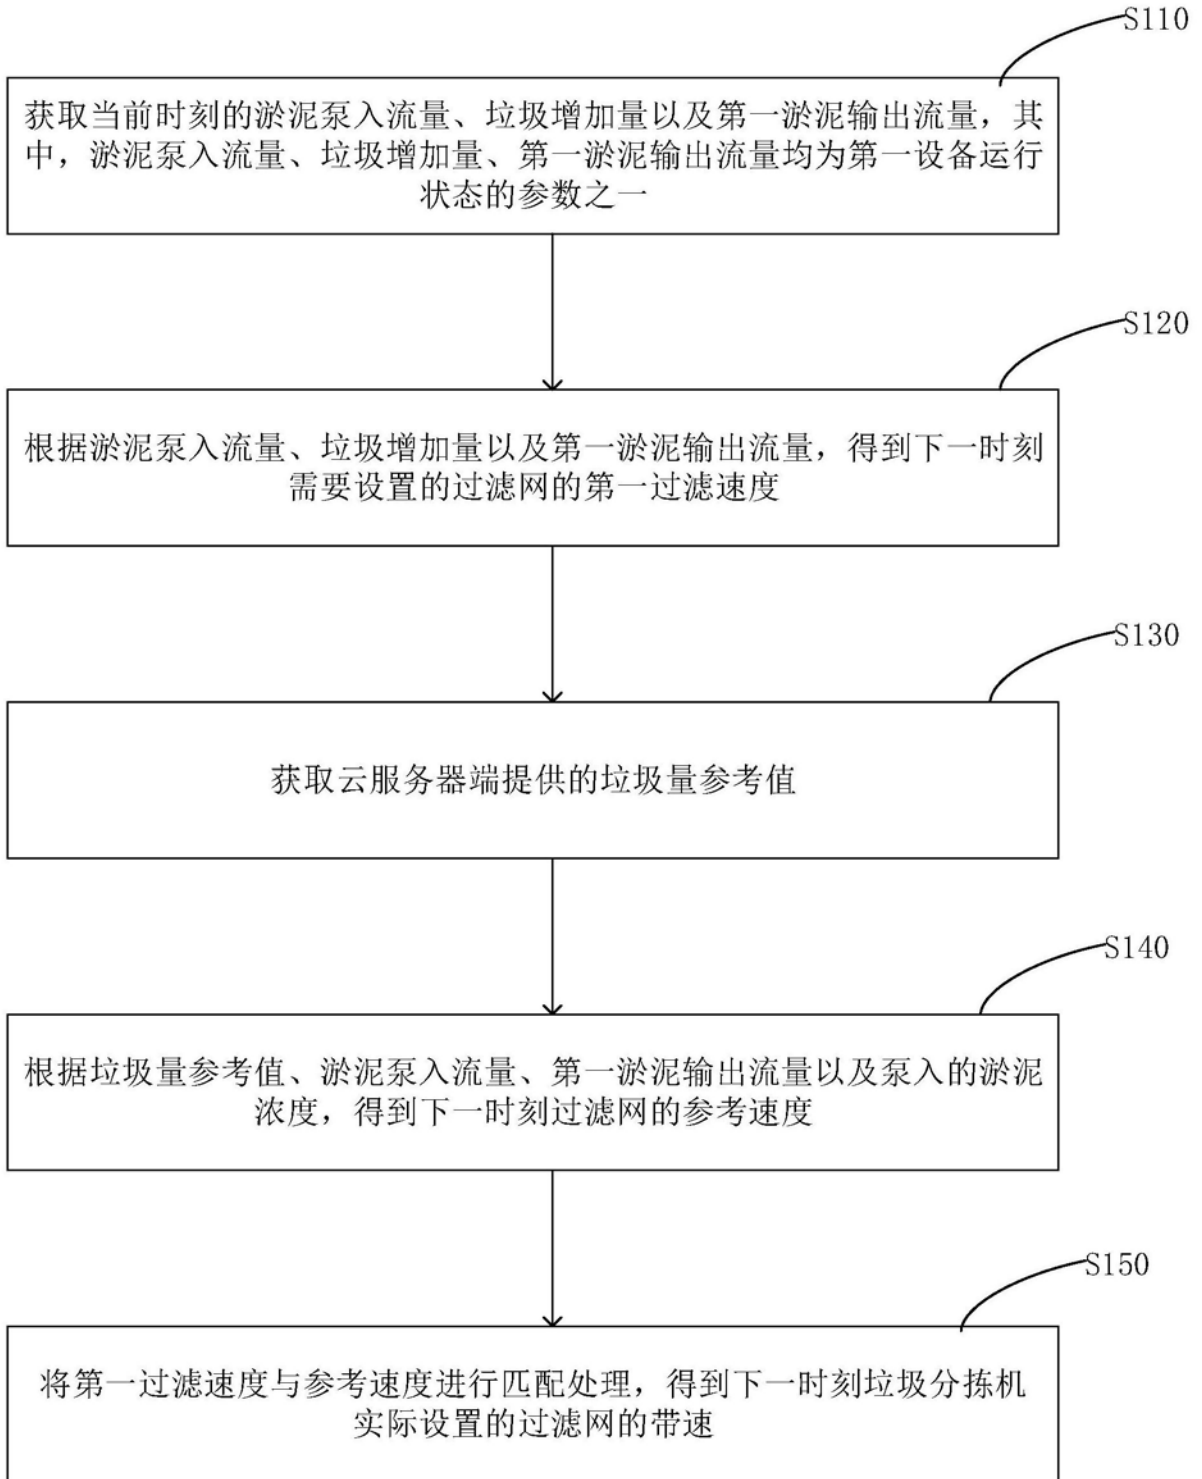 S110
获取当前时刻的淤泥泵入流量、垃圾增加量以及第一淤泥输出流量，其
中，淤泥泵入流量、垃圾增加量、第一淤泥输出流量均为第一设备运行
状态的参数之一
S120
根据淤泥泵入流量、垃圾增加量以及第一淤泥输出流量，得到下一时刻
需要设置的过滤网的第一过滤速度
S130
获取云服务器端提供的垃圾量参考值
S140
根据垃圾量参考值、淤泥泵入流量、第一淤泥输出流量以及泵入的淤泥
浓度，得到下一时刻过滤网的参考速度
S150
将第一过滤速度与参考速度进行匹配处理，得到下一时刻垃圾分拣机
实际设置的过滤网的带速